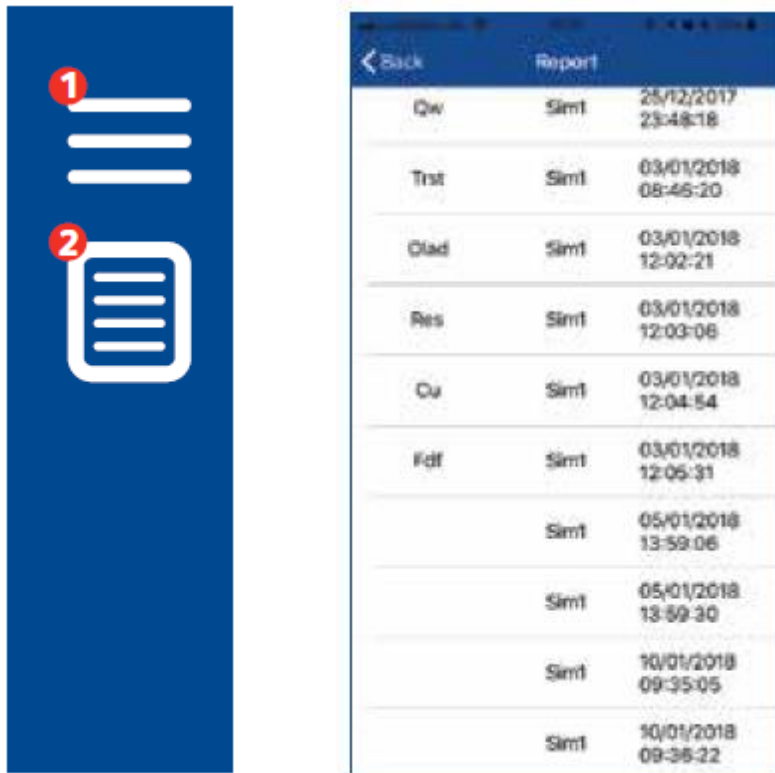 1
2
Back Report
Qw Sim1 25/12/2017
23:48:18
Trst Sim1 03/01/2018
08:46:20
Olad Sim1 03/01/2018
12:02:21
Res Sim1 03/01/2018
12:03:06
Cu Sim1 03/01/2018
12:04:54
Fdf Sim1 03/01/2018
12:05:31
Sim1 05/01/2018
13:59:06
Sim1 05/01/2018
13:59:30
Sim1 10/01/2018
09:35:05
Sim1 10/01/2018
09:36:22